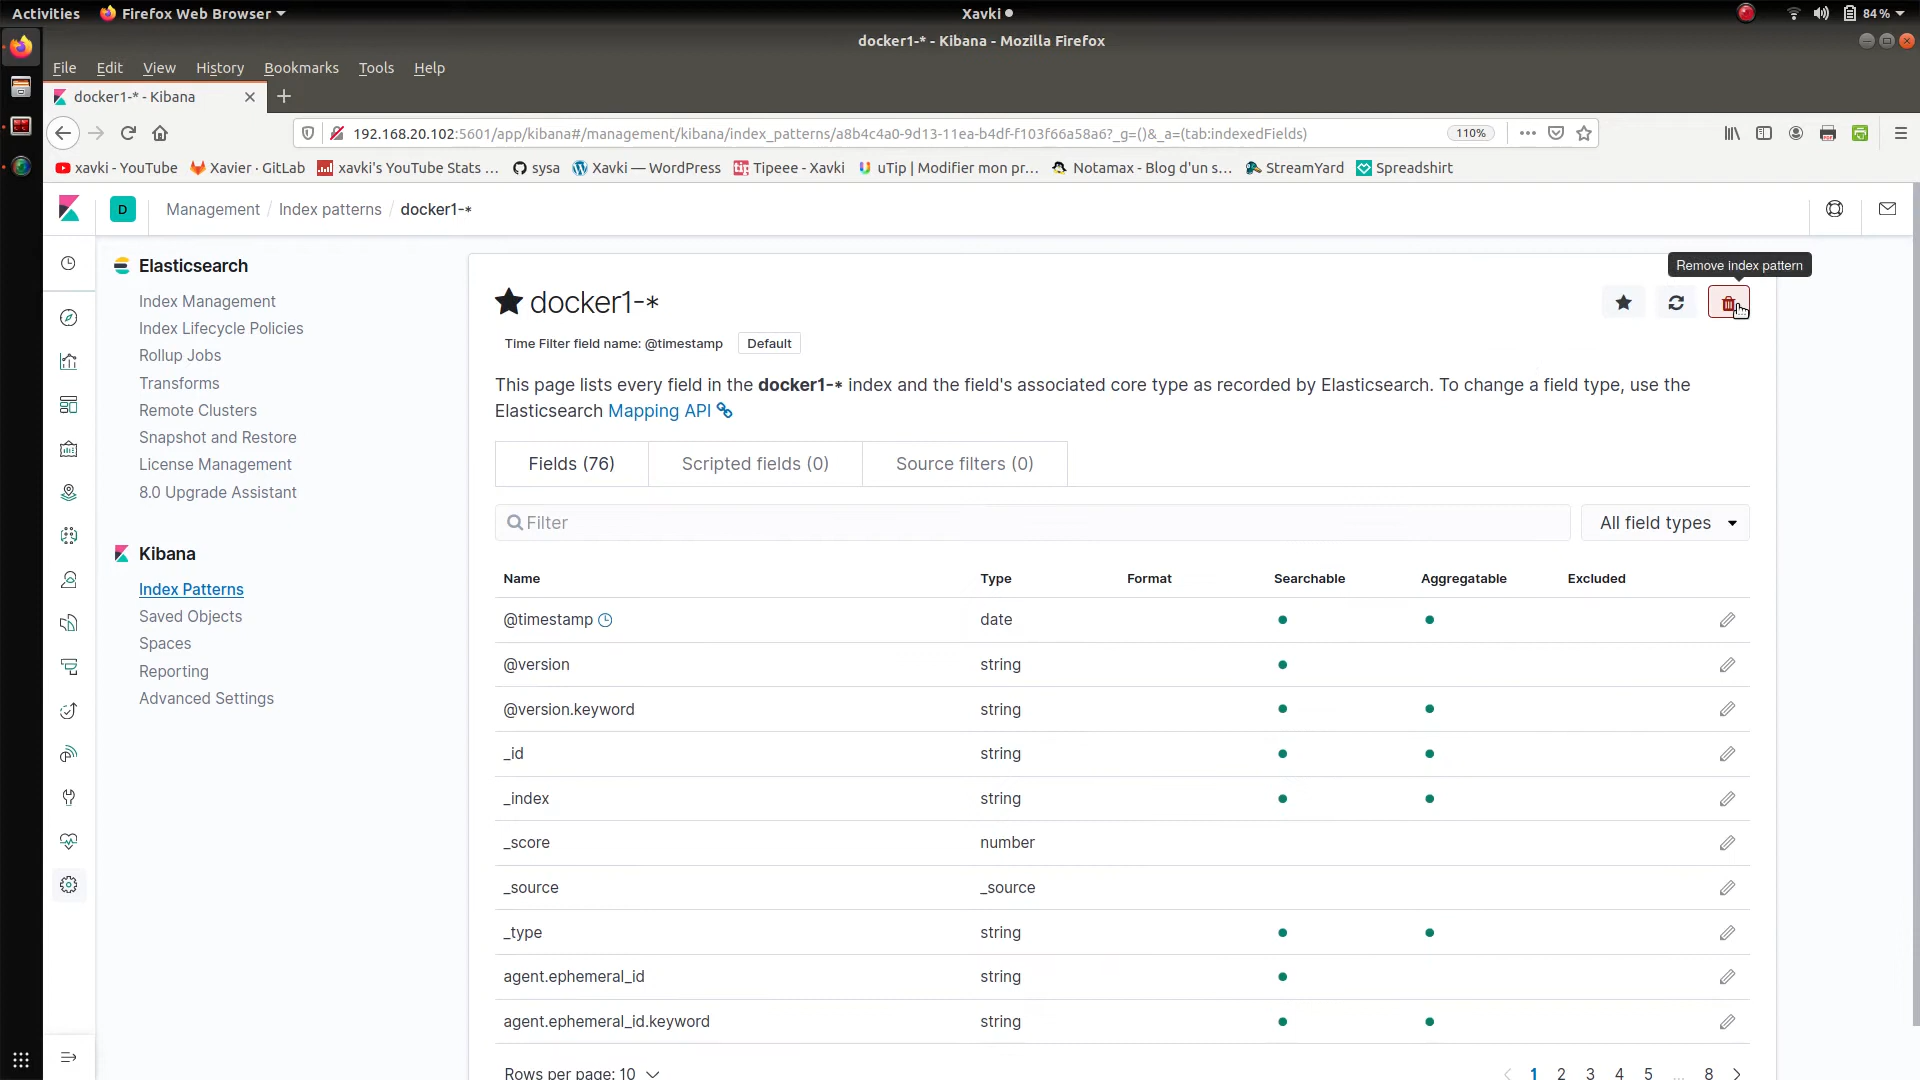 Activities
Firefox Web Browser
Xavki
84 %
docker1-* - Kibana - Mozilla Firefox
File Edit View History Bookmarks Tools Help
docker1-* - Kibana
192.168.20.102:5601/app/kibana#/management/kibana/index_patterns/a8b4c4a0-9d13-11ea-b4df-f103f66a58a6?_g=()&_a=(tab:indexedFields)
110%
xavki - YouTube
Xavier · GitLab
xavki's YouTube Stats ...
sysa
Xavki — WordPress
Tipeee - Xavki
uTip | Modifier mon pr...
Notamax - Blog d'un s...
StreamYard
Spreadshirt
D
Management / Index patterns / docker1-*
Elasticsearch
Index Management
Index Lifecycle Policies
Rollup Jobs
Transforms
Remote Clusters
Snapshot and Restore
License Management
8.0 Upgrade Assistant
Kibana
Index Patterns
Saved Objects
Spaces
Reporting
Advanced Settings
Remove index pattern
docker1-*
Time Filter field name: @timestamp
Default
This page lists every field in the docker1-* index and the field's associated core type as recorded by Elasticsearch. To change a field type, use the
Elasticsearch Mapping API
Fields (76)
Scripted fields (0)
Source filters (0)
Filter
All field types
Name Type Format Searchable Aggregatable Excluded
@timestamp date
@version string
@version.keyword string
_id string
_index string
_score number
_source _source
_type string
agent.ephemeral_id string
agent.ephemeral_id.keyword string
Rows per page: 10
1 2 3 4 5 ... 8